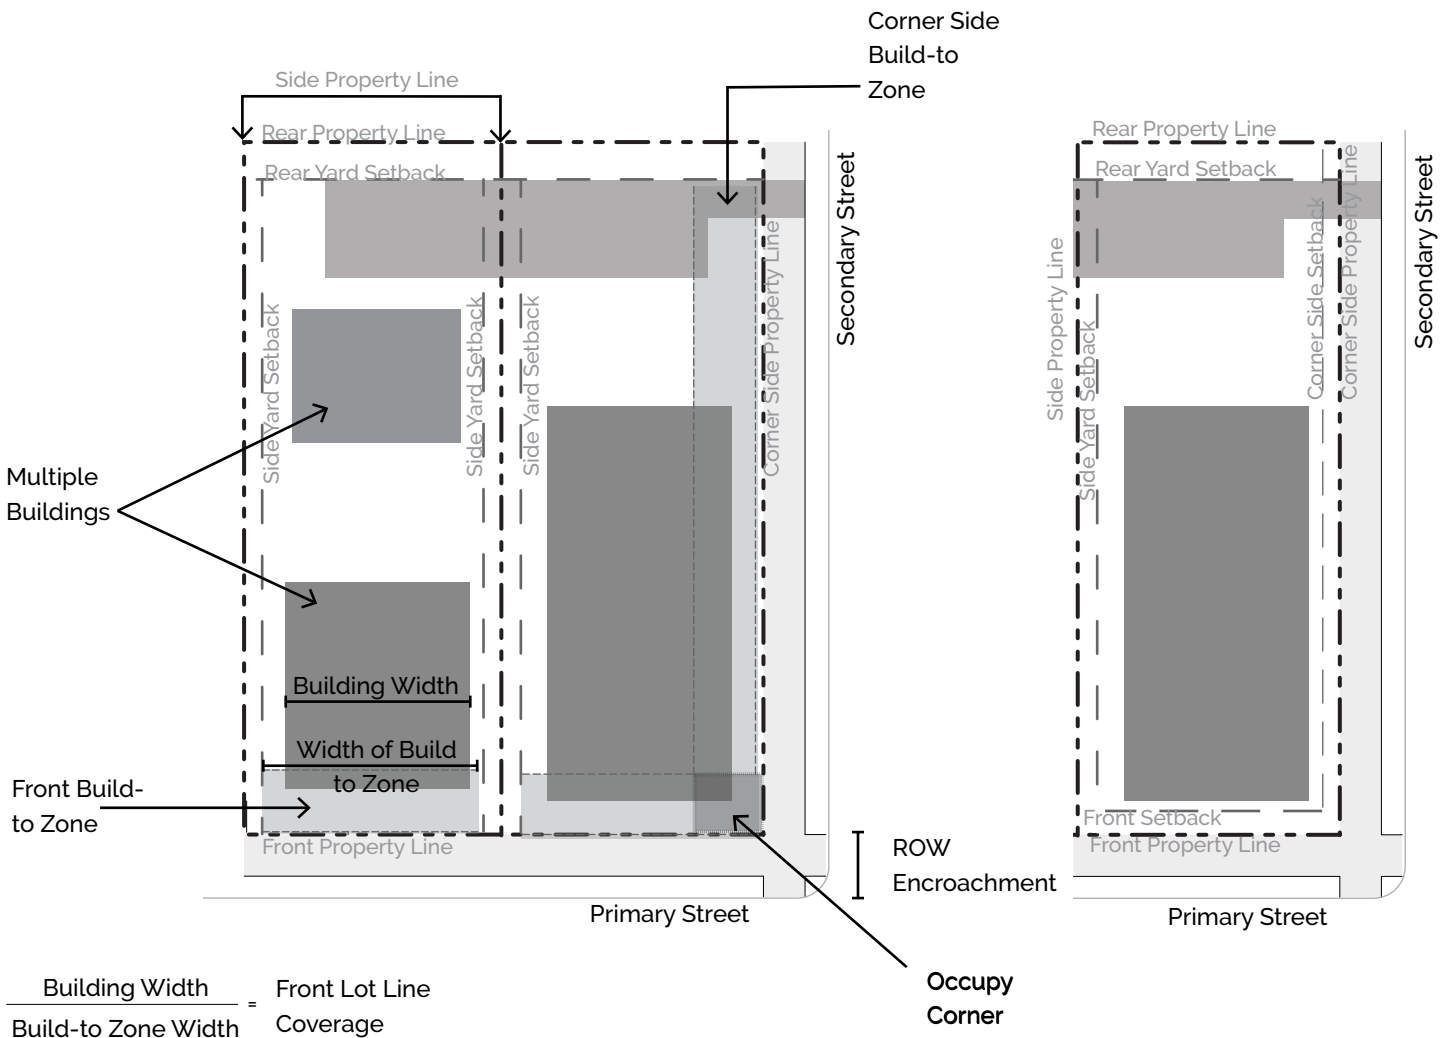 Corner Side
Build-to
Zone
Side Property Line
Rear Property Line
Rear Yard Setback
Side Yard Setback
Side Yard Setback
Side Yard Setback
Corner Side Property Line
Secondary Street
Multiple
Buildings
Building Width
Width of Build
to Zone
Front Build-
to Zone
Front Property Line
Primary Street
ROW
Encroachment
Occupy
Corner
Building Width
Build-to Zone Width
=
Front Lot Line
Coverage
Rear Property Line
Rear Yard Setback
Side Property Line
Side Yard Setback
Corner Side Setback
Corner Side Property Line
Secondary Street
Front Setback
Front Property Line
Primary Street